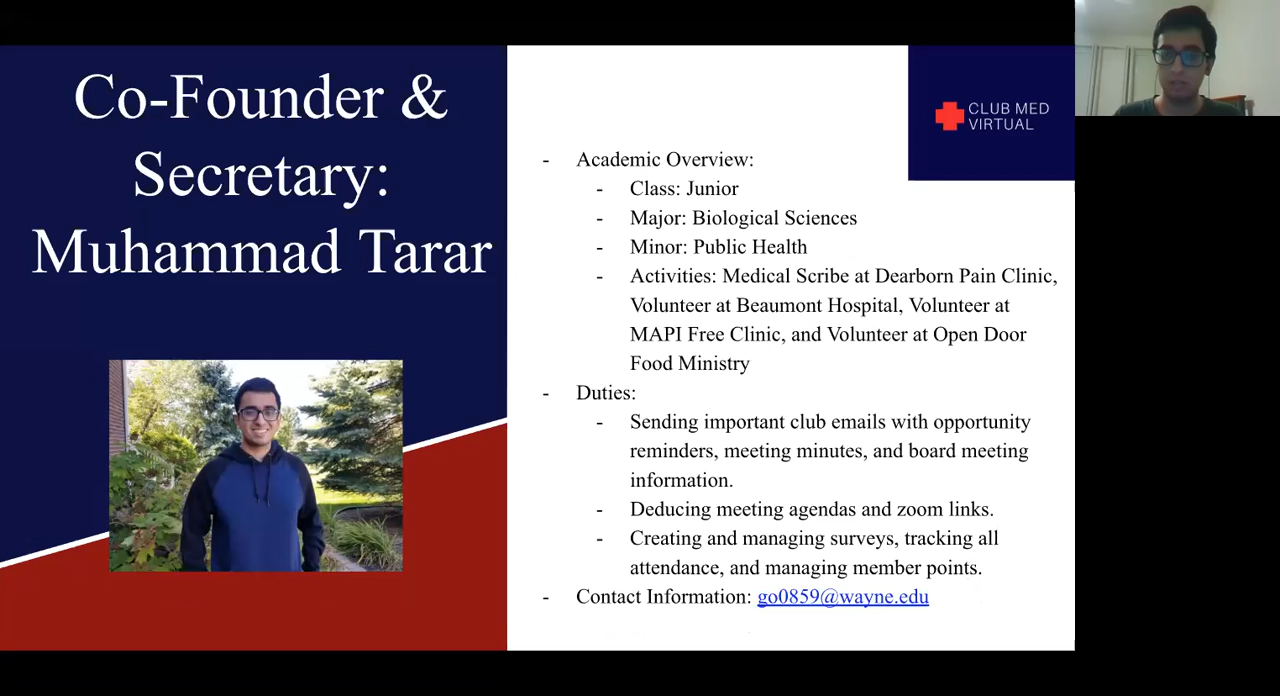 Co-Founder &
Secretary:
Muhammad Tarar
CLUB MED
VIRTUAL
- Academic Overview:
- Class: Junior
- Major: Biological Sciences
- Minor: Public Health
- Activities: Medical Scribe at Dearborn Pain Clinic,
Volunteer at Beaumont Hospital, Volunteer at
MAPI Free Clinic, and Volunteer at Open Door
Food Ministry
- Duties:
- Sending important club emails with opportunity
reminders, meeting minutes, and board meeting
information.
- Deducing meeting agendas and zoom links.
- Creating and managing surveys, tracking all
attendance, and managing member points.
- Contact Information: go0859@wayne.edu